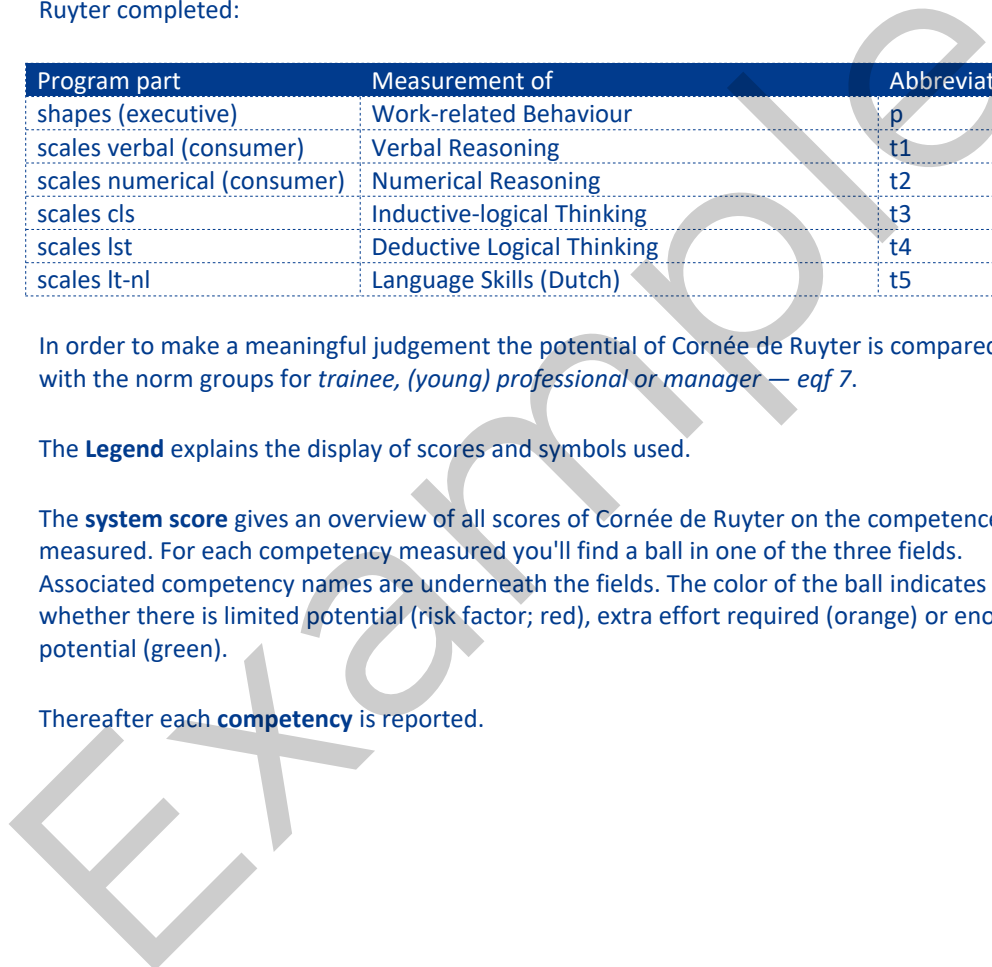 Ruyter completed:
Program part Measurement of Abbreviat
shapes (executive) Work-related Behaviour p
scales verbal (consumer) Verbal Reasoning t1
scales numerical (consumer) Numerical Reasoning t2
scales cls Inductive-logical Thinking t3
scales lst Deductive Logical Thinking t4
scales lt-nl Language Skills (Dutch) t5
In order to make a meaningful judgement the potential of Cornée de Ruyter is compared
with the norm groups for trainee, (young) professional or manager — eqf 7.
The Legend explains the display of scores and symbols used.
The system score gives an overview of all scores of Cornée de Ruyter on the competence
measured. For each competency measured you'll find a ball in one of the three fields.
Associated competency names are underneath the fields. The color of the ball indicates
whether there is limited potential (risk factor; red), extra effort required (orange) or eno
potential (green).
Thereafter each competency is reported.
Example